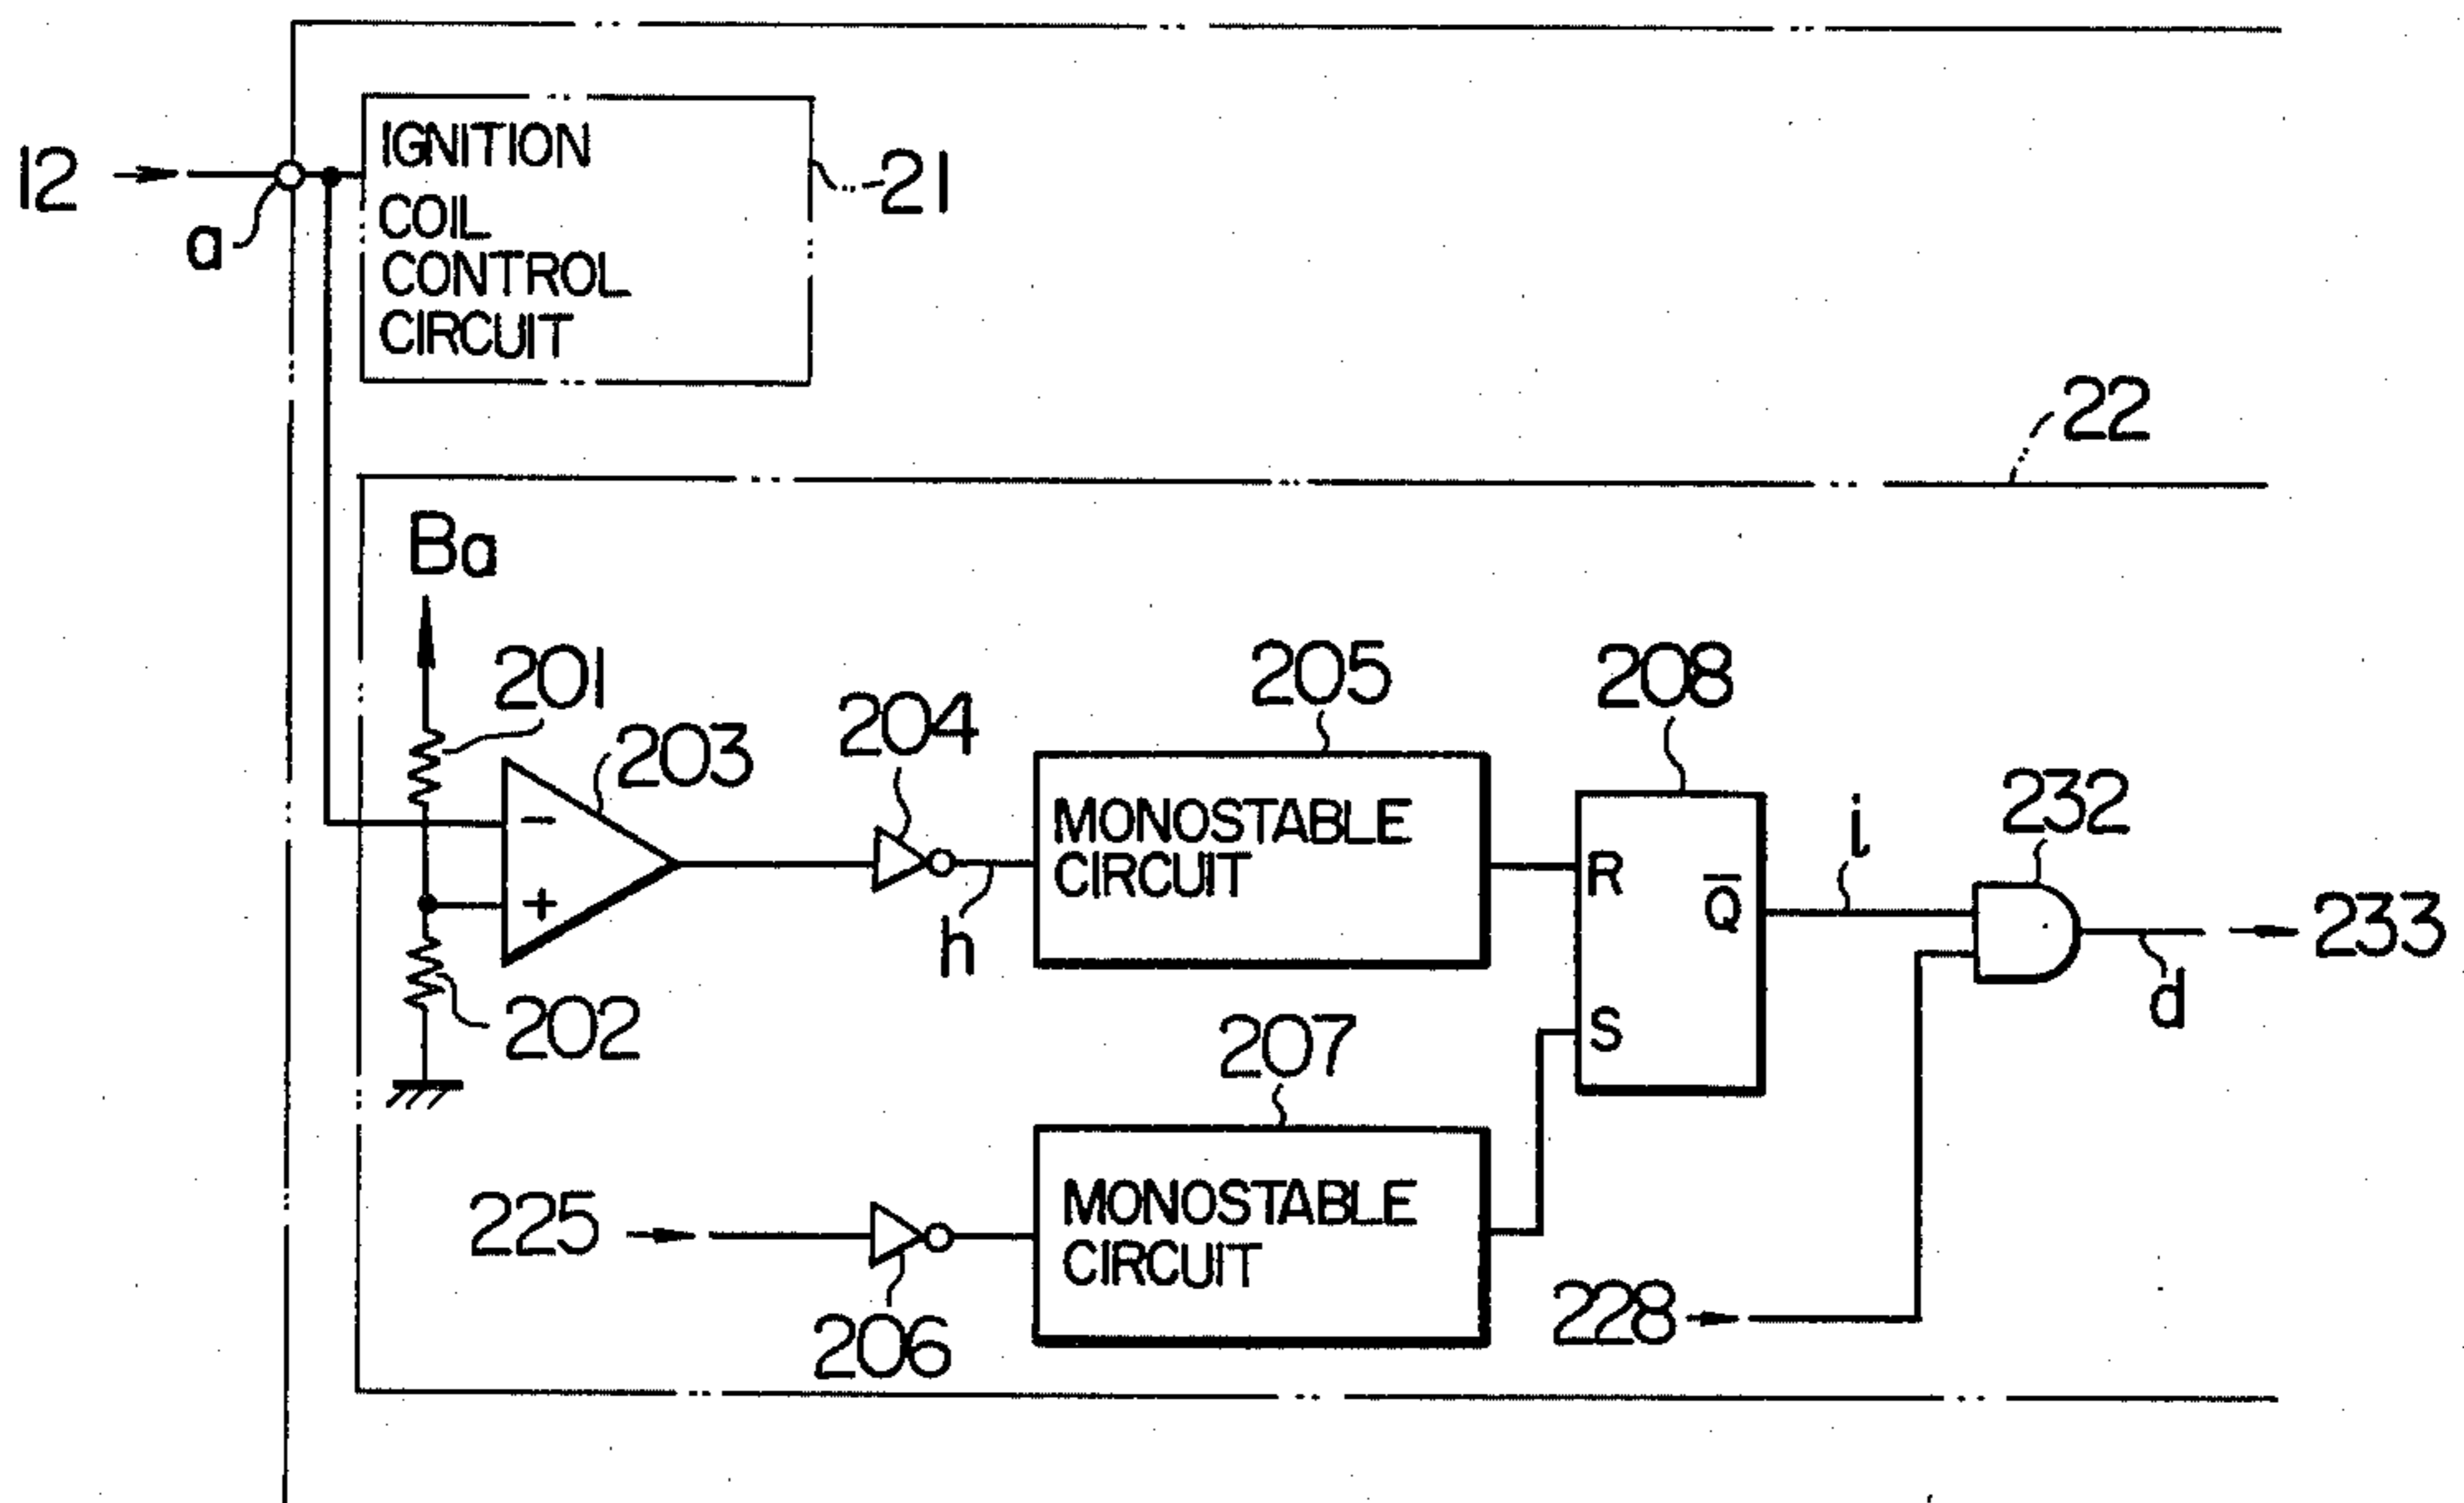 12
a
IGNITION
COIL
CONTROL
CIRCUIT
21
22
Ba
201
203
204
205
208
232
MONOSTABLE
CIRCUIT
R
Q̅
i
233
S
h
d
202
207
225
MONOSTABLE
CIRCUIT
206
228
−
+